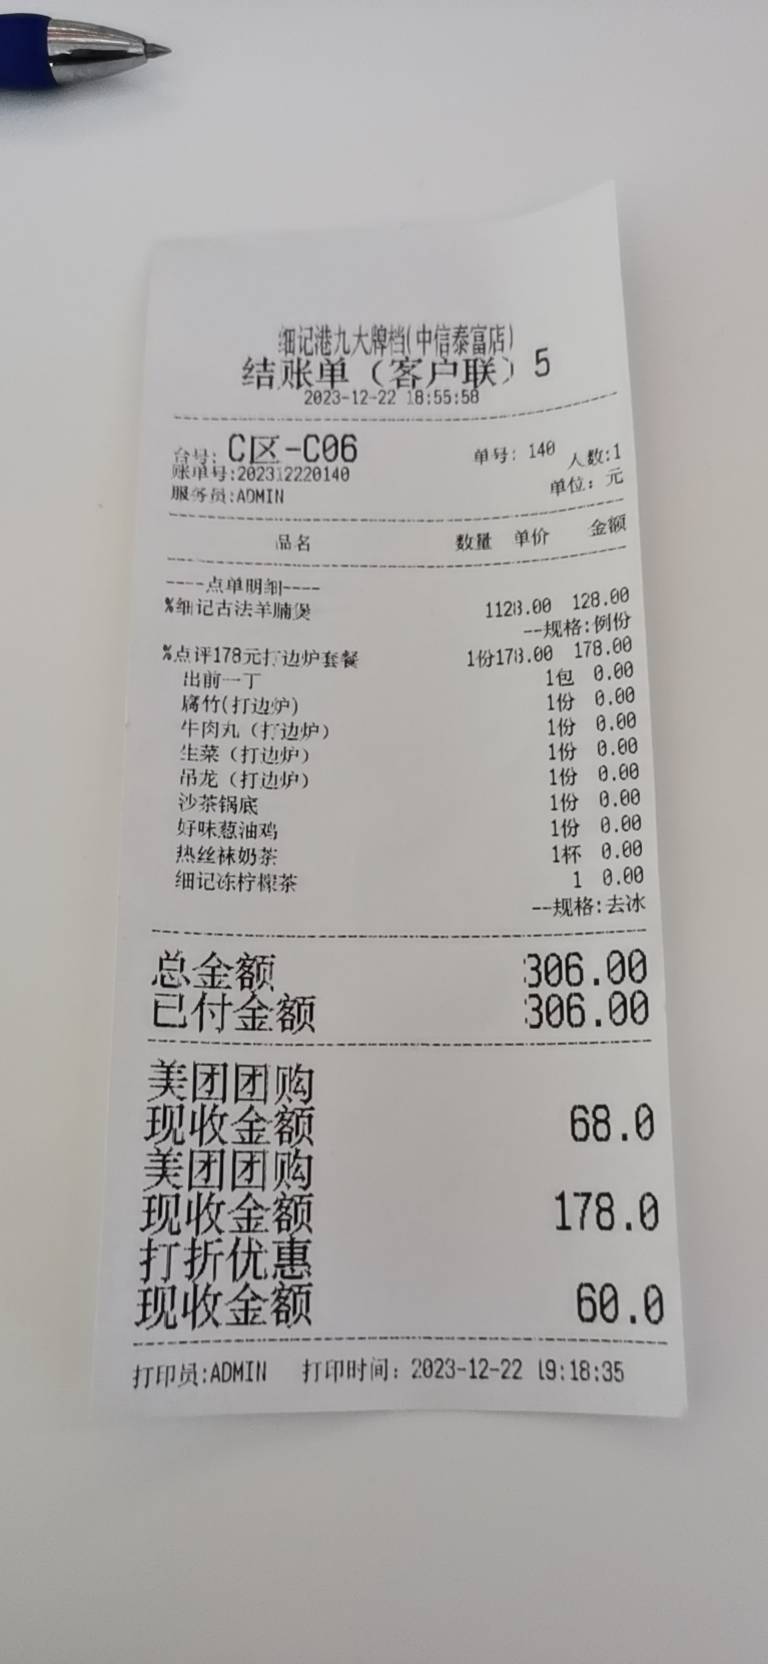 细记港九大牌档(中信泰富店)
结账单（客户联）5
2023-12-22 18:55:58
台号: C区-C06 单号: 140 人数:1
账单号:202312220140
服务员:ADMIN 单位: 元
品名 数量 单价 金额
----点单明细----
%细记古法羊腩煲 1128.00 128.00
--规格:例份
%点评178元打边炉套餐 1份178.00 178.00
出前一丁 1包 0.00
腐竹(打边炉) 1份 0.00
牛肉丸（打边炉） 1份 0.00
生菜（打边炉） 1份 0.00
吊龙（打边炉） 1份 0.00
沙茶锅底 1份 0.00
好味葱油鸡 1份 0.00
热丝袜奶茶 1杯 0.00
细记冻柠檬茶 1 0.00
--规格:去冰
总金额 306.00
已付金额 306.00
美团团购
现收金额 68.0
美团团购
现收金额 178.0
打折优惠
现收金额 60.0
打印员:ADMIN 打印时间: 2023-12-22 19:18:35